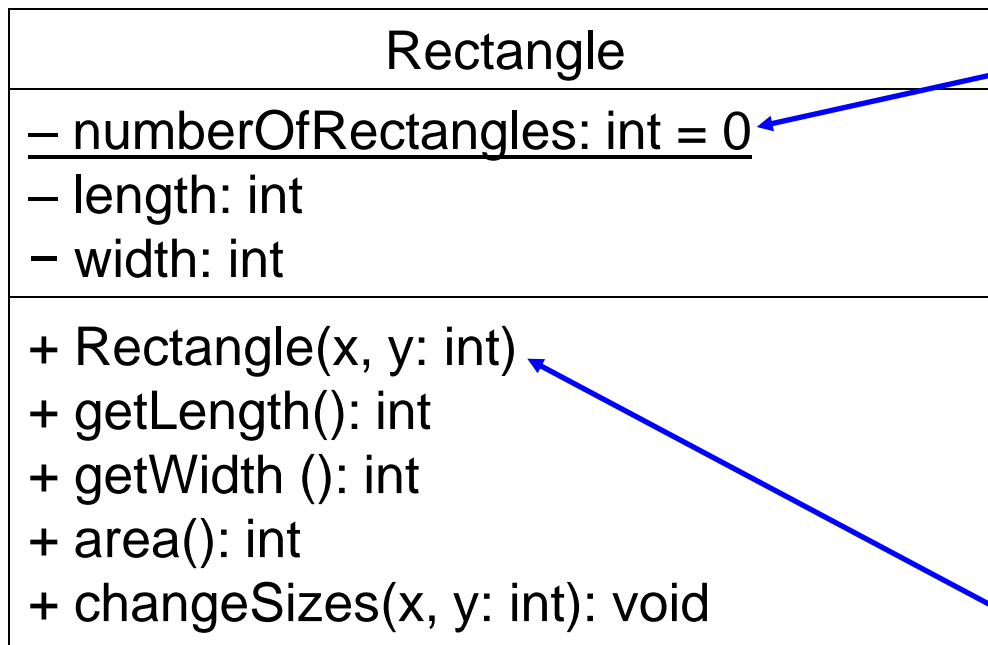 Rectangle
– numberOfRectangles: int = 0
– length: int
− width: int
+ Rectangle(x, y: int)
+ getLength(): int
+ getWidth (): int
+ area(): int
+ changeSizes(x, y: int): void